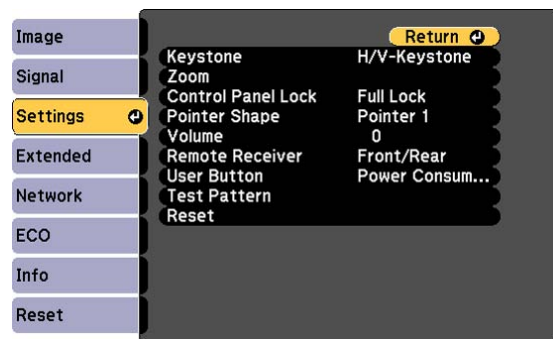 Image
Signal
Settings
Extended
Network
ECO
Info
Reset
Return
Keystone H/V-Keystone
Zoom
Control Panel Lock Full Lock
Pointer Shape Pointer 1
Volume 0
Remote Receiver Front/Rear
User Button Power Consum...
Test Pattern
Reset